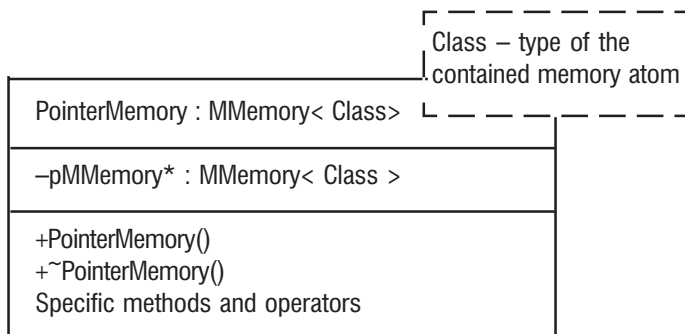 Class – type of the
contained memory atom
PointerMemory : MMemory< Class>
–pMMemory* : MMemory< Class >
+PointerMemory()
+~PointerMemory()
Specific methods and operators